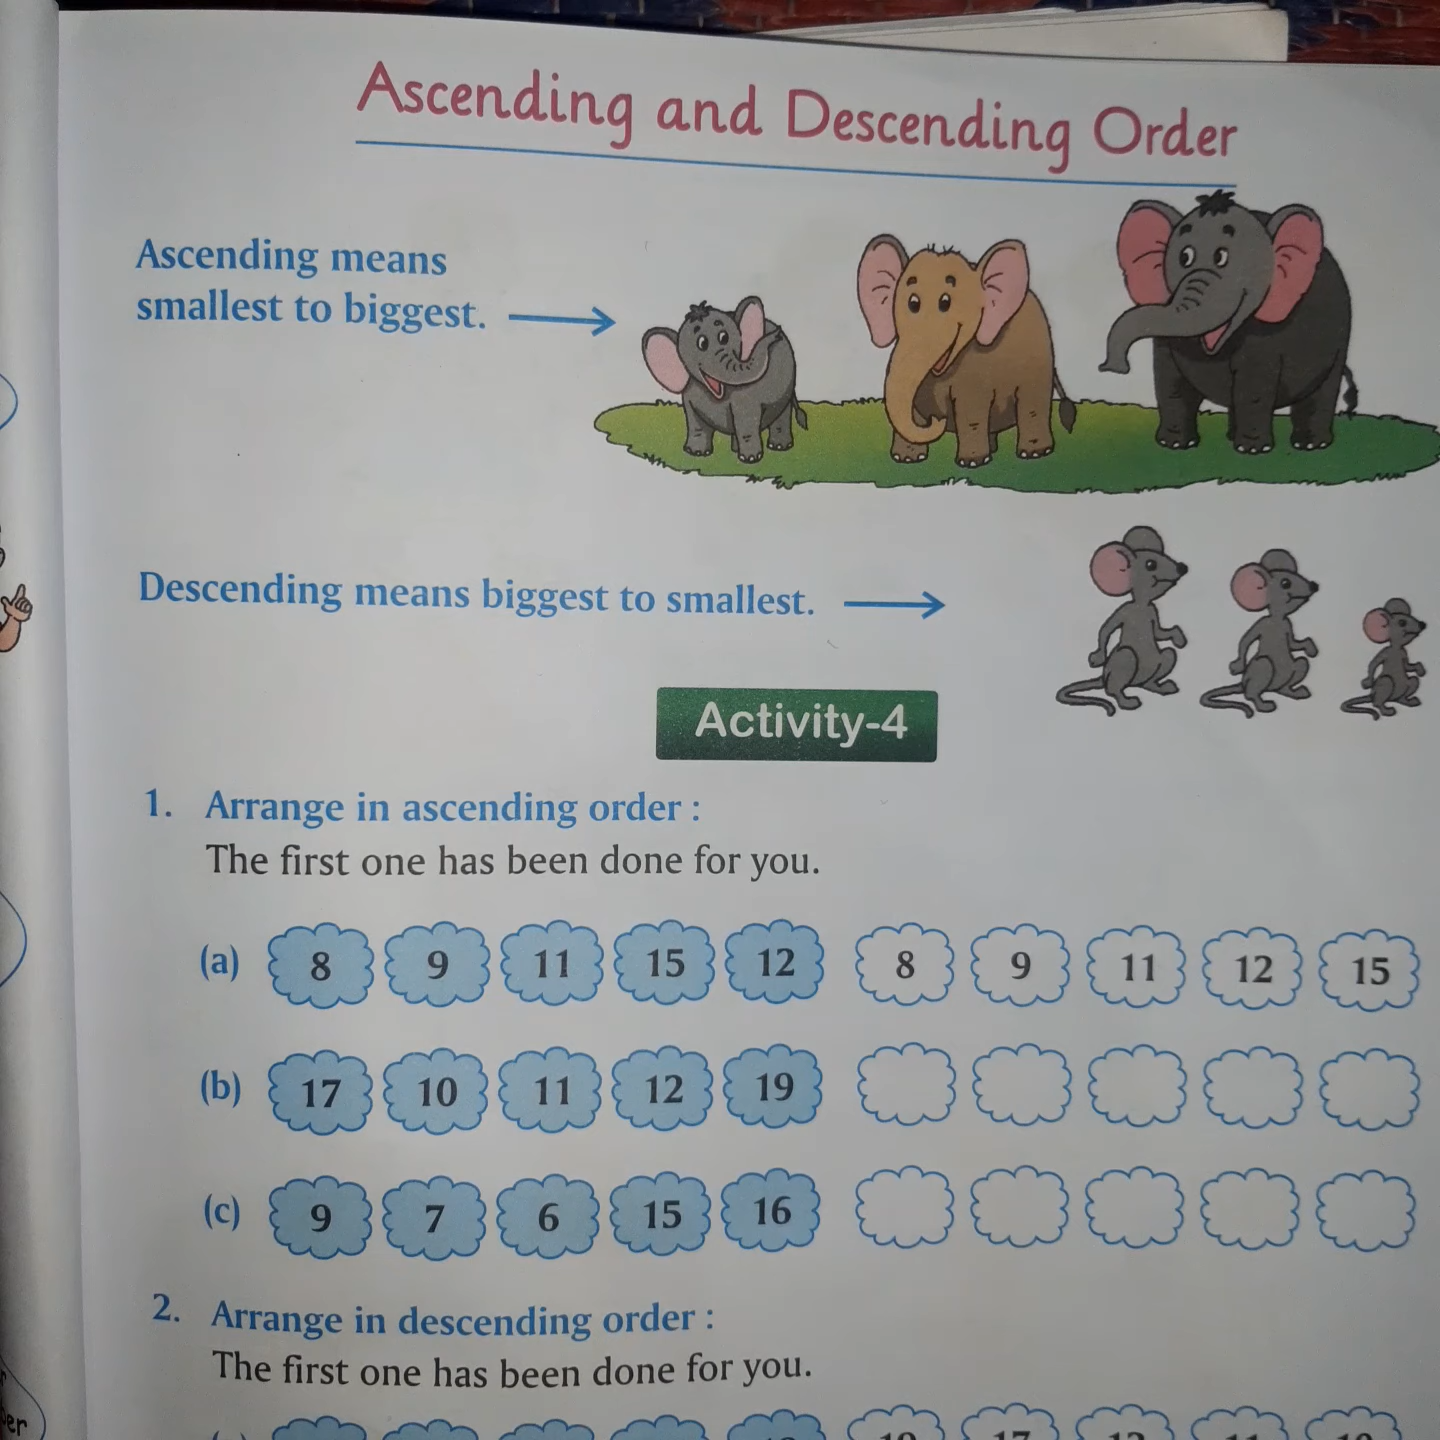 Ascending and Descending Order
Ascending means
smallest to biggest.
Descending means biggest to smallest.
Activity-4
1. Arrange in ascending order :
The first one has been done for you.
(a) 8 9 11 15 12 8 9 11 12 15
(b) 17 10 11 12 19
(c) 9 7 6 15 16
2. Arrange in descending order :
The first one has been done for you.